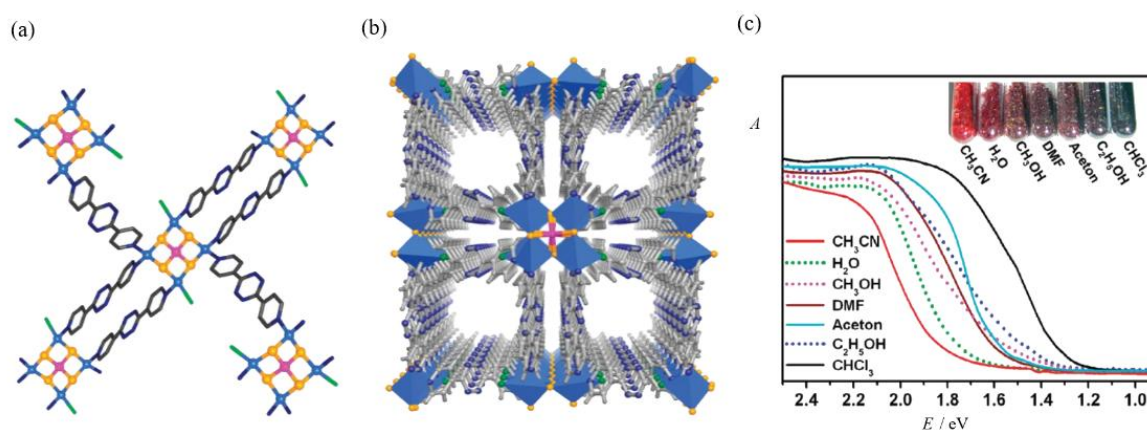 (a)
(b)
(c)
A
CH₃CN
H₂O
CH₃OH
DMF
Aceton
C₂H₅OH
CHCl₃
CH₃CN
H₂O
CH₃OH
DMF
Aceton
C₂H₅OH
CHCl₃
2.4 2.2 2.0 1.8 1.6 1.4 1.2 1.0
E / eV